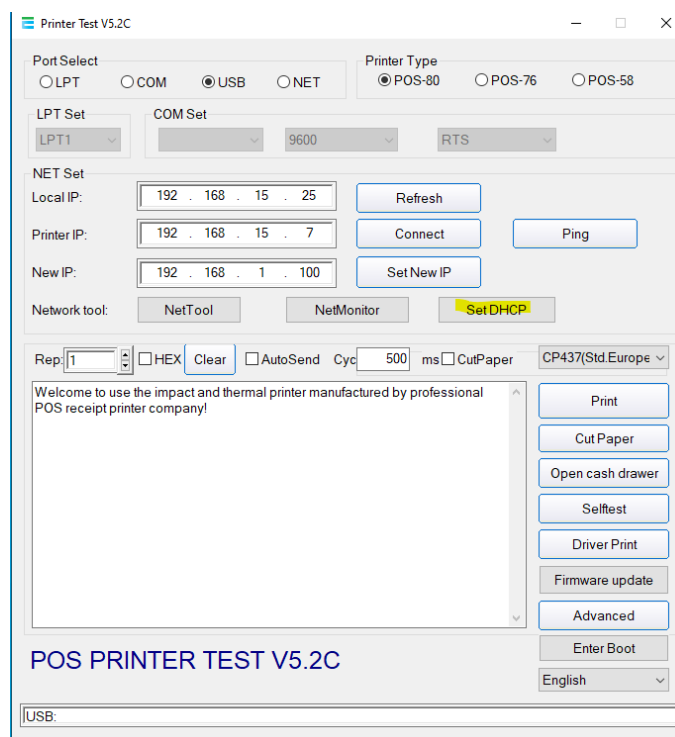 Printer Test V5.2C
Port Select
LPT COM USB NET
Printer Type
POS-80 POS-76 POS-58
LPT Set
LPT1
COM Set
9600 RTS
NET Set
Local IP: 192 . 168 . 15 . 25 Refresh
Printer IP: 192 . 168 . 15 . 7 Connect Ping
New IP: 192 . 168 . 1 . 100 Set New IP
Network tool: NetTool NetMonitor Set DHCP
Rep: 1 HEX Clear AutoSend Cyc 500 ms CutPaper CP437(Std.Europe
Welcome to use the impact and thermal printer manufactured by professional
POS receipt printer company!
Print
Cut Paper
Open cash drawer
Selftest
Driver Print
Firmware update
Advanced
Enter Boot
English
POS PRINTER TEST V5.2C
USB: